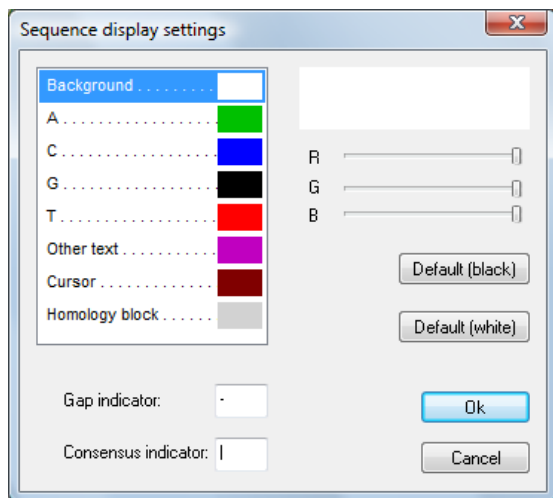 Sequence display settings
Background . . . . . . . . .
A . . . . . . . . . . . . . . . . . .
C . . . . . . . . . . . . . . . . . .
G . . . . . . . . . . . . . . . . . .
T . . . . . . . . . . . . . . . . . .
Other text . . . . . . . . . . .
Cursor . . . . . . . . . . . . . .
Homology block . . . . . .
R
G
B
Default (black)
Default (white)
Gap indicator: -
Ok
Consensus indicator: |
Cancel